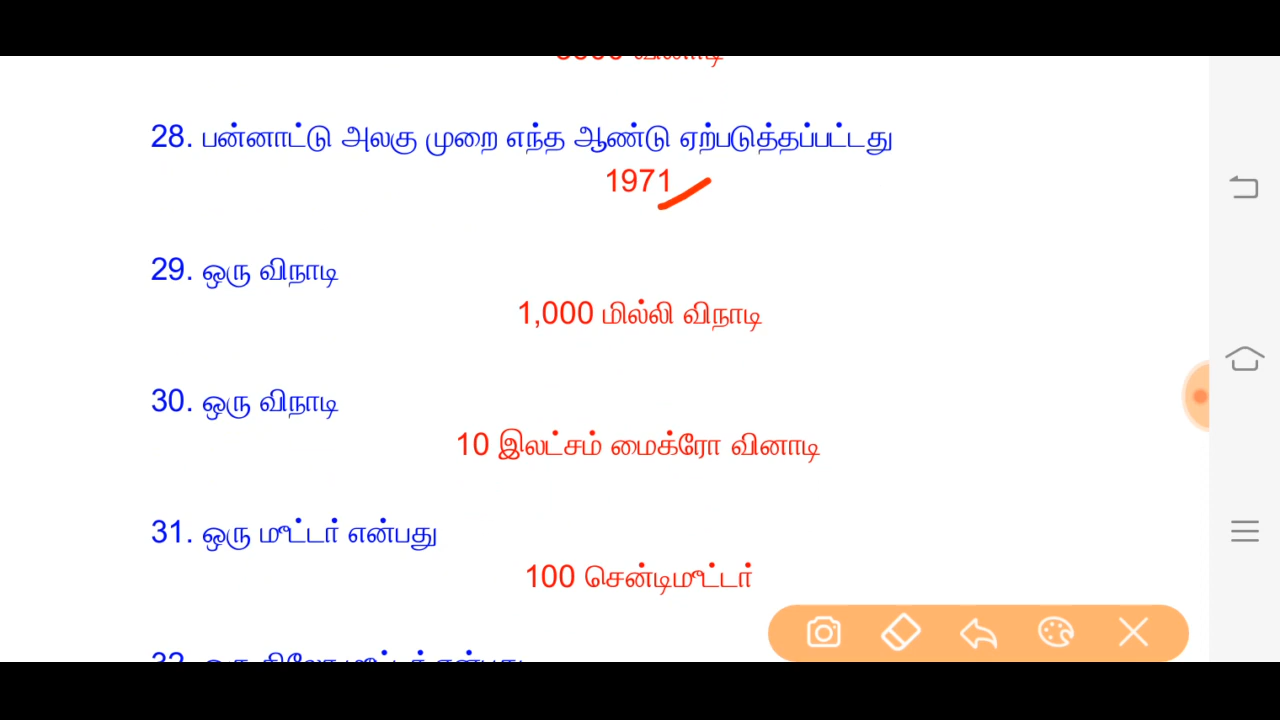 28. பன்னாட்டு அலகு முறை எந்த ஆண்டு ஏற்படுத்தப்பட்டது
1971
29. ஒரு விநாடி
1,000 மில்லி விநாடி
30. ஒரு விநாடி
10 இலட்சம் மைக்ரோ வினாடி
31. ஒரு மீட்டர் என்பது
100 சென்டிமீட்டர்